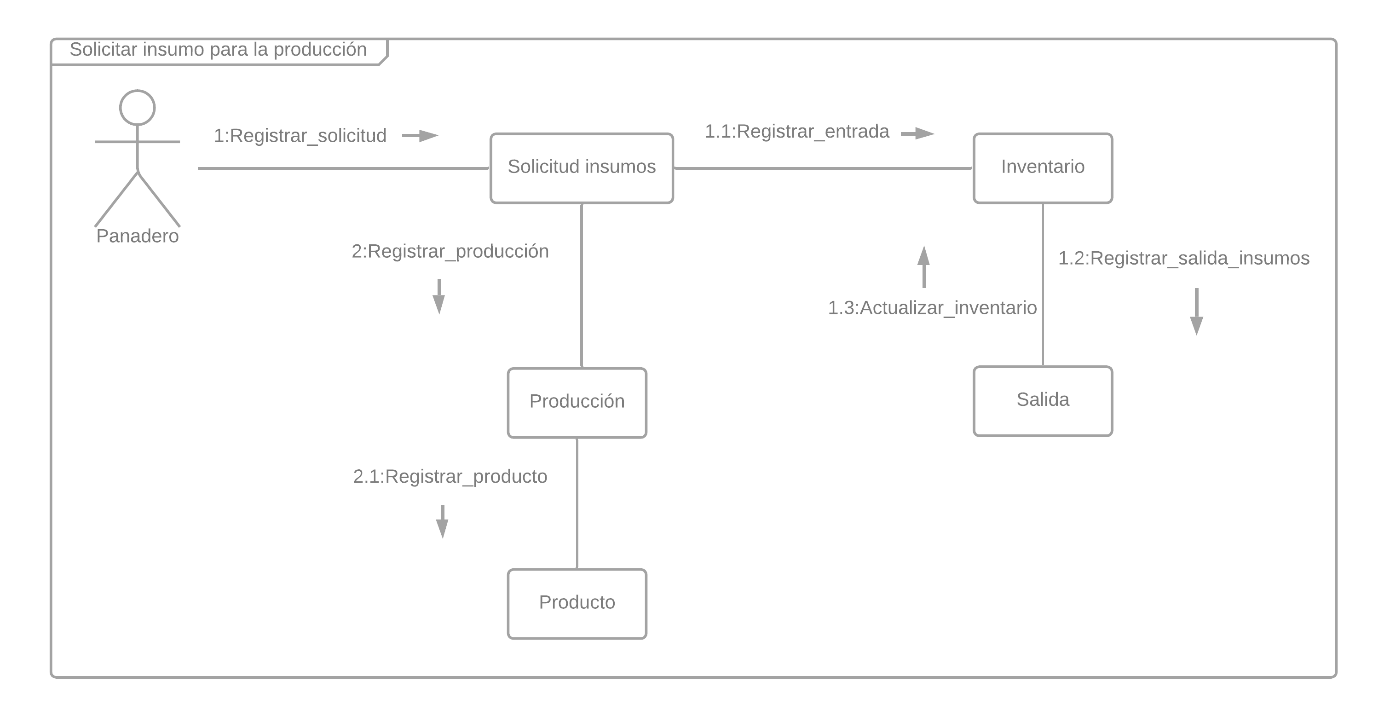 Solicitar insumo para la producción
1:Registrar_solicitud
1.1:Registrar_entrada
Solicitud insumos
Inventario
Panadero
2:Registrar_producción
1.2:Registrar_salida_insumos
1.3:Actualizar_inventario
Producción
Salida
2.1:Registrar_producto
Producto